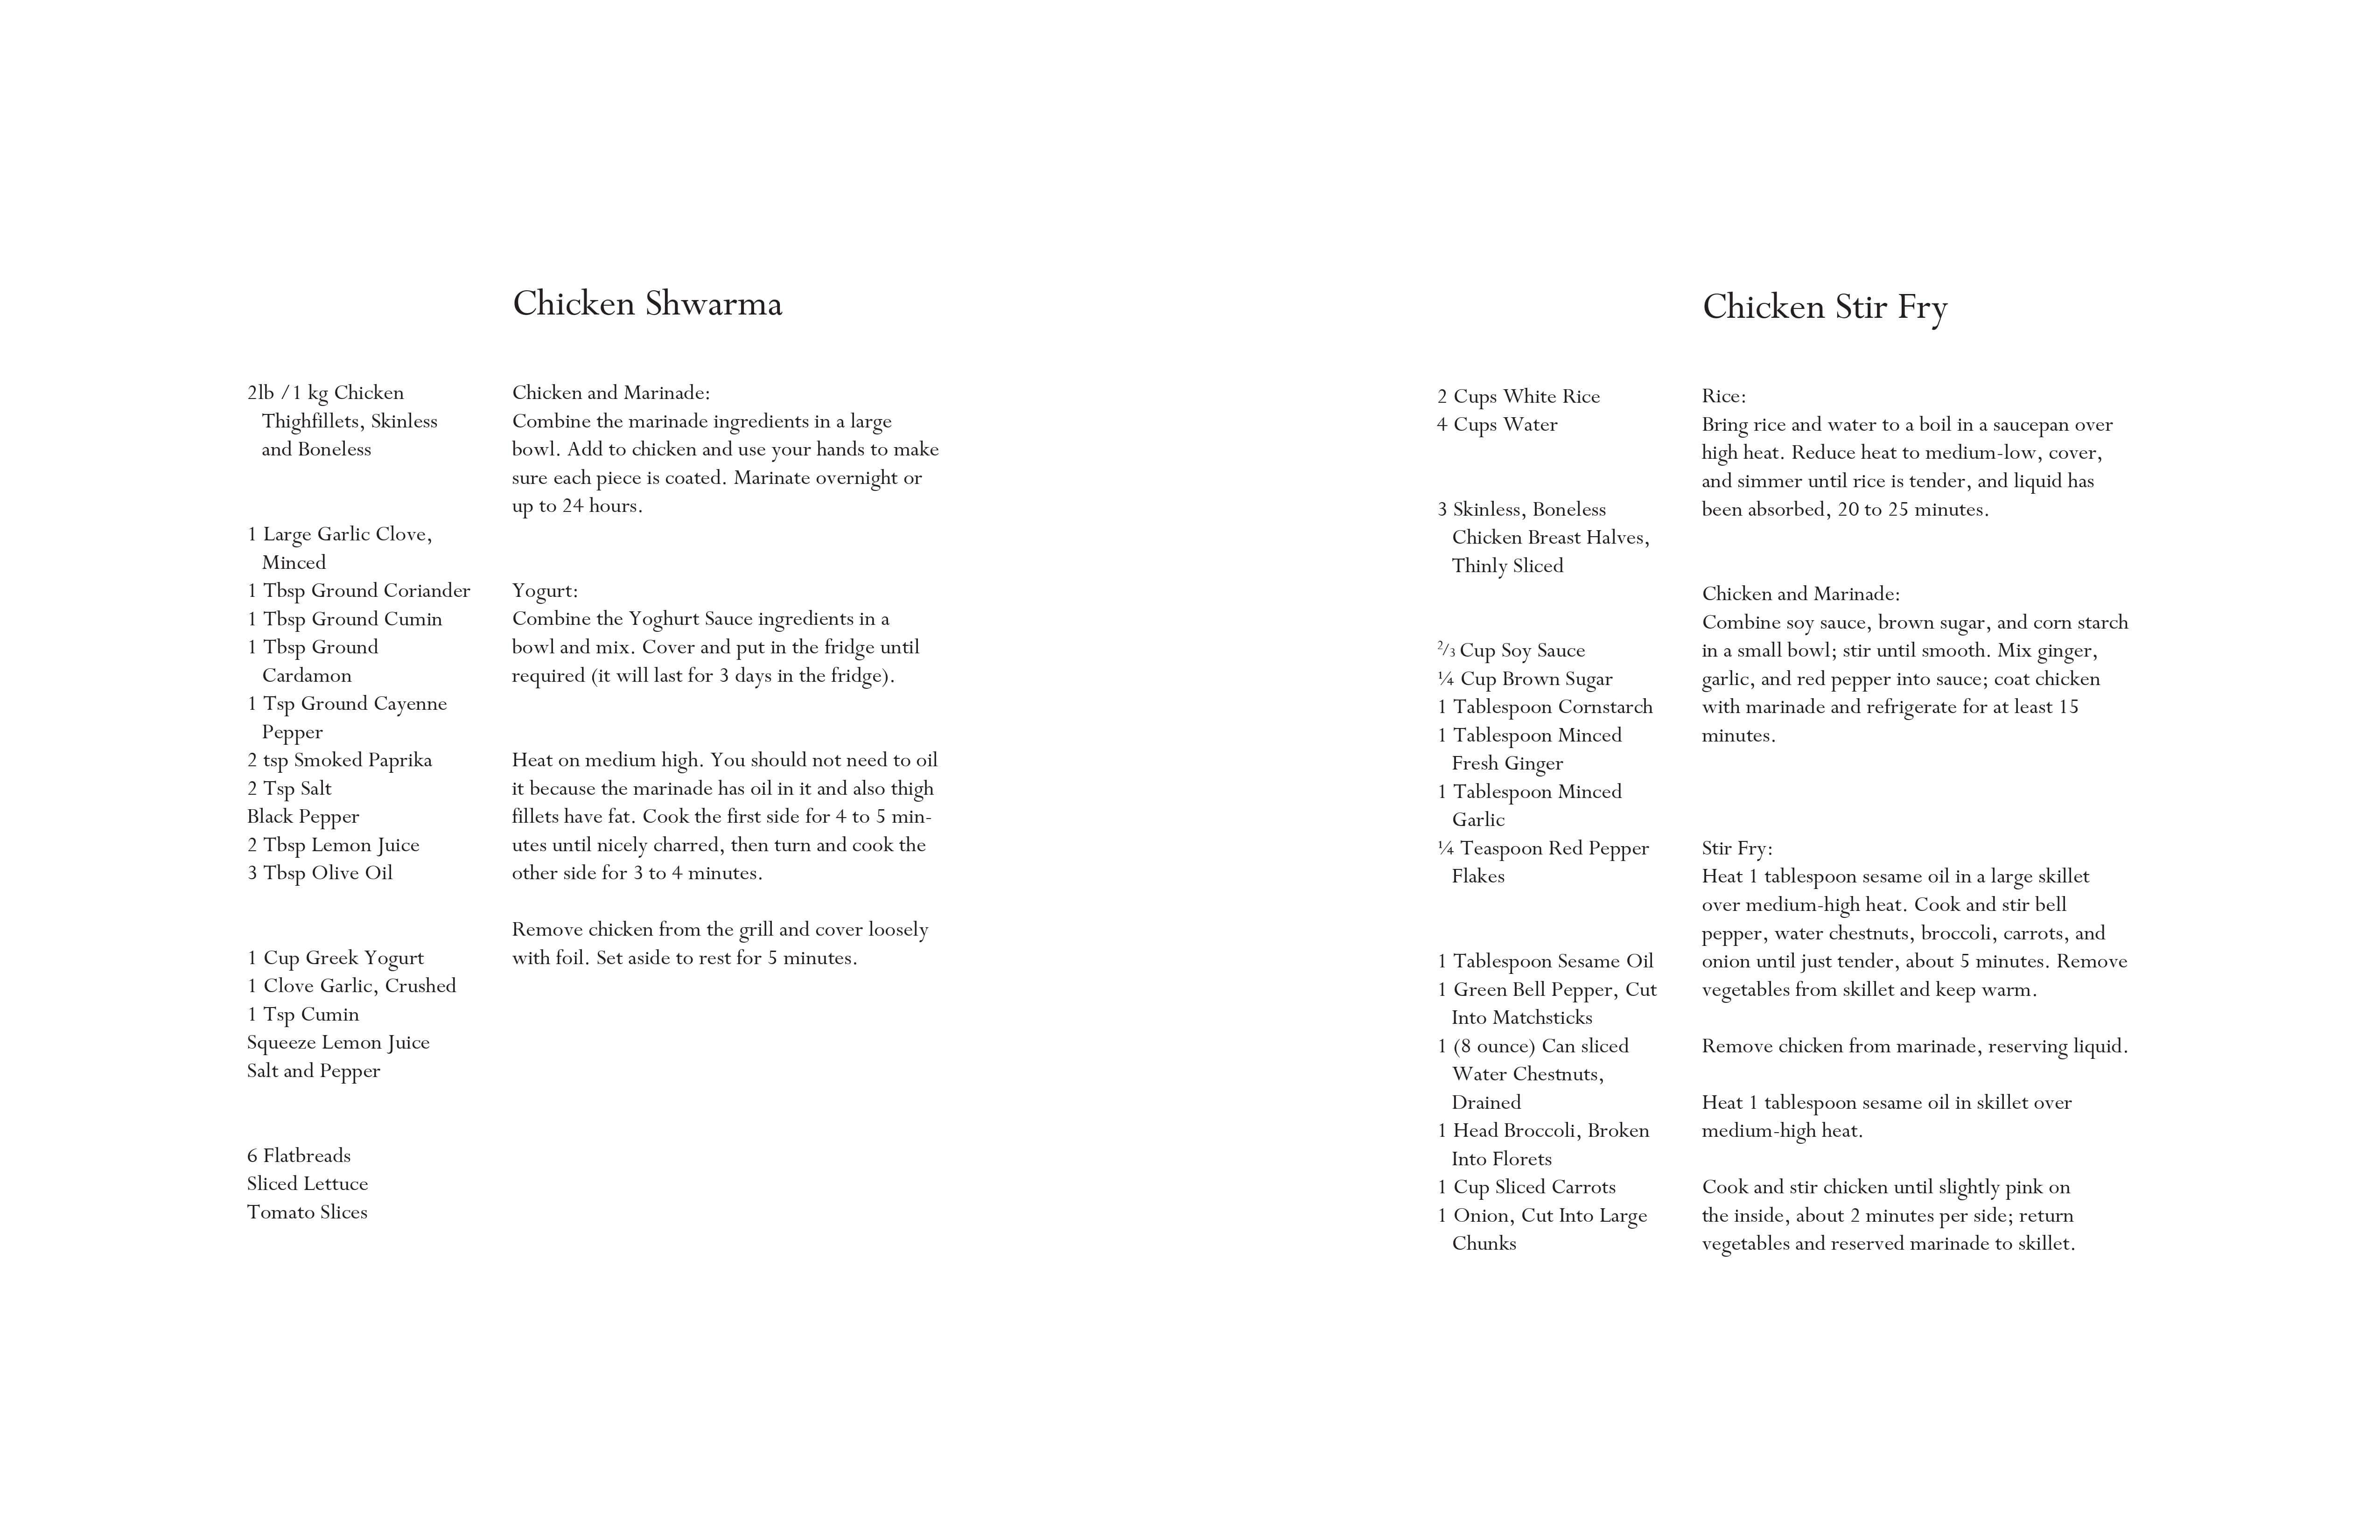 Chicken Shwarma
2lb / 1 kg Chicken
Thighfillets, Skinless
and Boneless
1 Large Garlic Clove,
Minced
1 Tbsp Ground Coriander
1 Tbsp Ground Cumin
1 Tbsp Ground
Cardamon
1 Tsp Ground Cayenne
Pepper
2 tsp Smoked Paprika
2 Tsp Salt
Black Pepper
2 Tbsp Lemon Juice
3 Tbsp Olive Oil
1 Cup Greek Yogurt
1 Clove Garlic, Crushed
1 Tsp Cumin
Squeeze Lemon Juice
Salt and Pepper
6 Flatbreads
Sliced Lettuce
Tomato Slices
Chicken and Marinade:
Combine the marinade ingredients in a large
bowl. Add to chicken and use your hands to make
sure each piece is coated. Marinate overnight or
up to 24 hours.
Yogurt:
Combine the Yoghurt Sauce ingredients in a
bowl and mix. Cover and put in the fridge until
required (it will last for 3 days in the fridge).
Heat on medium high. You should not need to oil
it because the marinade has oil in it and also thigh
fillets have fat. Cook the first side for 4 to 5 min-
utes until nicely charred, then turn and cook the
other side for 3 to 4 minutes.
Remove chicken from the grill and cover loosely
with foil. Set aside to rest for 5 minutes.
Chicken Stir Fry
2 Cups White Rice
4 Cups Water
3 Skinless, Boneless
Chicken Breast Halves,
Thinly Sliced
⅔ Cup Soy Sauce
¼ Cup Brown Sugar
1 Tablespoon Cornstarch
1 Tablespoon Minced
Fresh Ginger
1 Tablespoon Minced
Garlic
¼ Teaspoon Red Pepper
Flakes
1 Tablespoon Sesame Oil
1 Green Bell Pepper, Cut
Into Matchsticks
1 (8 ounce) Can sliced
Water Chestnuts,
Drained
1 Head Broccoli, Broken
Into Florets
1 Cup Sliced Carrots
1 Onion, Cut Into Large
Chunks
Rice:
Bring rice and water to a boil in a saucepan over
high heat. Reduce heat to medium-low, cover,
and simmer until rice is tender, and liquid has
been absorbed, 20 to 25 minutes.
Chicken and Marinade:
Combine soy sauce, brown sugar, and corn starch
in a small bowl; stir until smooth. Mix ginger,
garlic, and red pepper into sauce; coat chicken
with marinade and refrigerate for at least 15
minutes.
Stir Fry:
Heat 1 tablespoon sesame oil in a large skillet
over medium-high heat. Cook and stir bell
pepper, water chestnuts, broccoli, carrots, and
onion until just tender, about 5 minutes. Remove
vegetables from skillet and keep warm.
Remove chicken from marinade, reserving liquid.
Heat 1 tablespoon sesame oil in skillet over
medium-high heat.
Cook and stir chicken until slightly pink on
the inside, about 2 minutes per side; return
vegetables and reserved marinade to skillet.